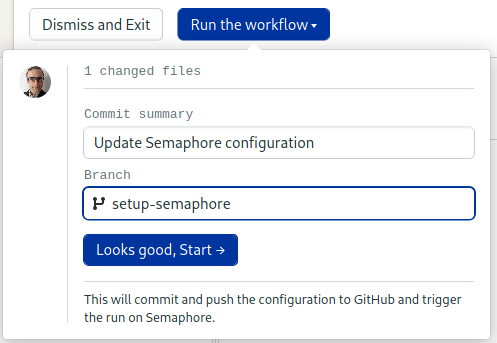 Dismiss and Exit
Run the workflow
1 changed files
Commit summary
Update Semaphore configuration
Branch
setup-semaphore
Looks good, Start →
This will commit and push the configuration to GitHub and trigger
the run on Semaphore.